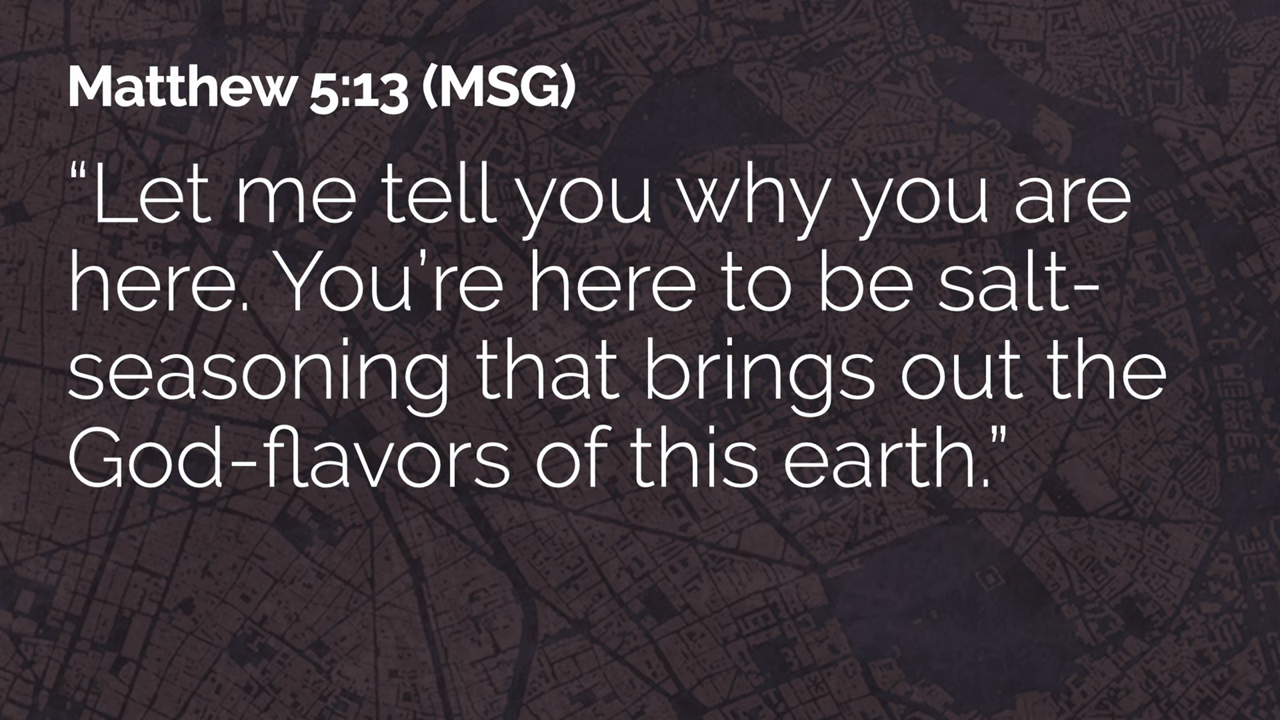 Matthew 5:13 (MSG)
“Let me tell you why you are
here. You’re here to be salt-
seasoning that brings out the
God-flavors of this earth.”